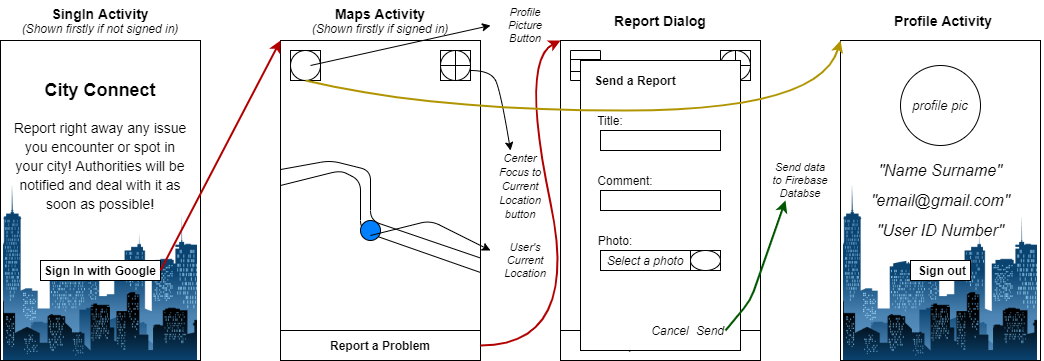 SingIn Activity
(Shown firstly if not signed in)
City Connect
Report right away any issue
you encounter or spot in
your city! Authorities will be
notified and deal with it as
soon as possible!
Sign In with Google
Maps Activity
(Shown firstly if signed in)
Profile
Picture
Button
Center
Focus to
Current
Location
button
User's
Current
Location
Report a Problem
Report Dialog
Send a Report
Title:
Comment:
Photo:
Select a photo
Cancel Send
Send data
to Firebase
Databse
Profile Activity
profile pic
"Name Surname"
"email@gmail.com"
"User ID Number"
Sign out